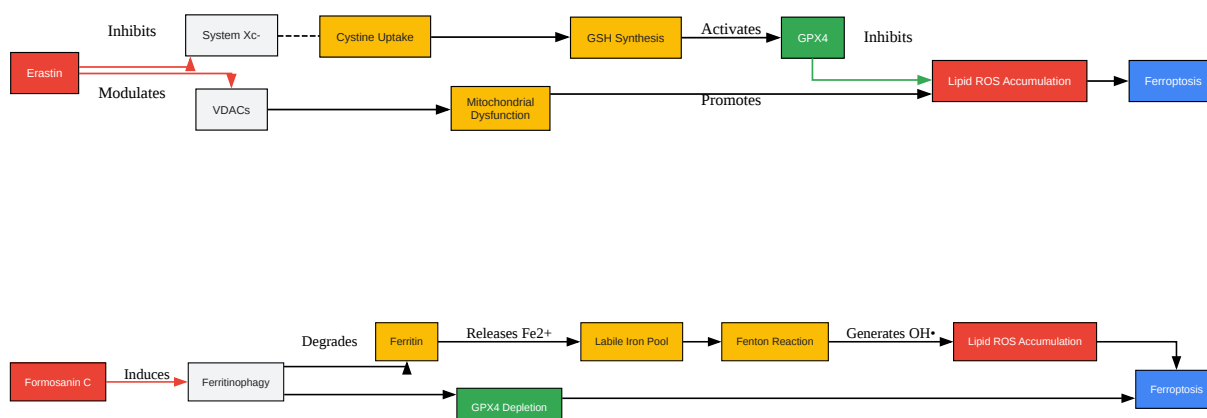 Inhibits
System Xc-
Cystine Uptake
GSH Synthesis
Activates
GPX4
Inhibits
Erastin
Modulates
VDACs
Mitochondrial
Dysfunction
Promotes
Lipid ROS Accumulation
Ferroptosis
Degrades
Ferritin
Releases Fe2+
Labile Iron Pool
Fenton Reaction
Generates OH•
Lipid ROS Accumulation
Formosanin C
Induces
Ferritinophagy
GPX4 Depletion
Ferroptosis